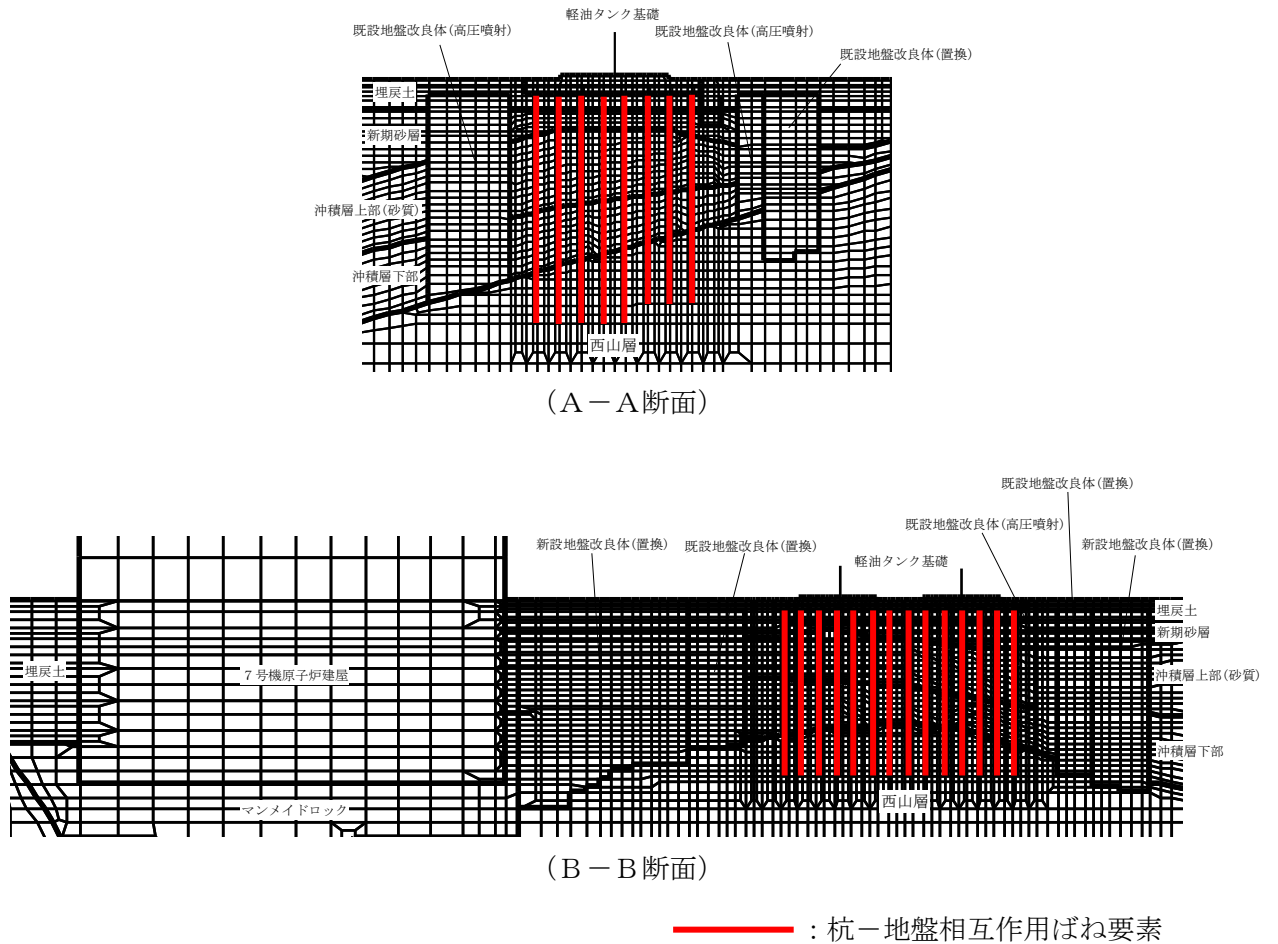 軽油タンク基礎
既設地盤改良体(高圧噴射)
既設地盤改良体(高圧噴射)
既設地盤改良体(置換)
埋戻土
新期砂層
沖積層上部(砂質)
沖積層下部
西山層
(A-A断面)
既設地盤改良体(置換)
既設地盤改良体(高圧噴射)
新設地盤改良体(置換)
既設地盤改良体(置換)
軽油タンク基礎
新設地盤改良体(置換)
埋戻土
新期砂層
埋戻土
7号機原子炉建屋
沖積層上部(砂質)
沖積層下部
マンメイドロック
西山層
(B-B断面)
:杭-地盤相互作用ばね要素